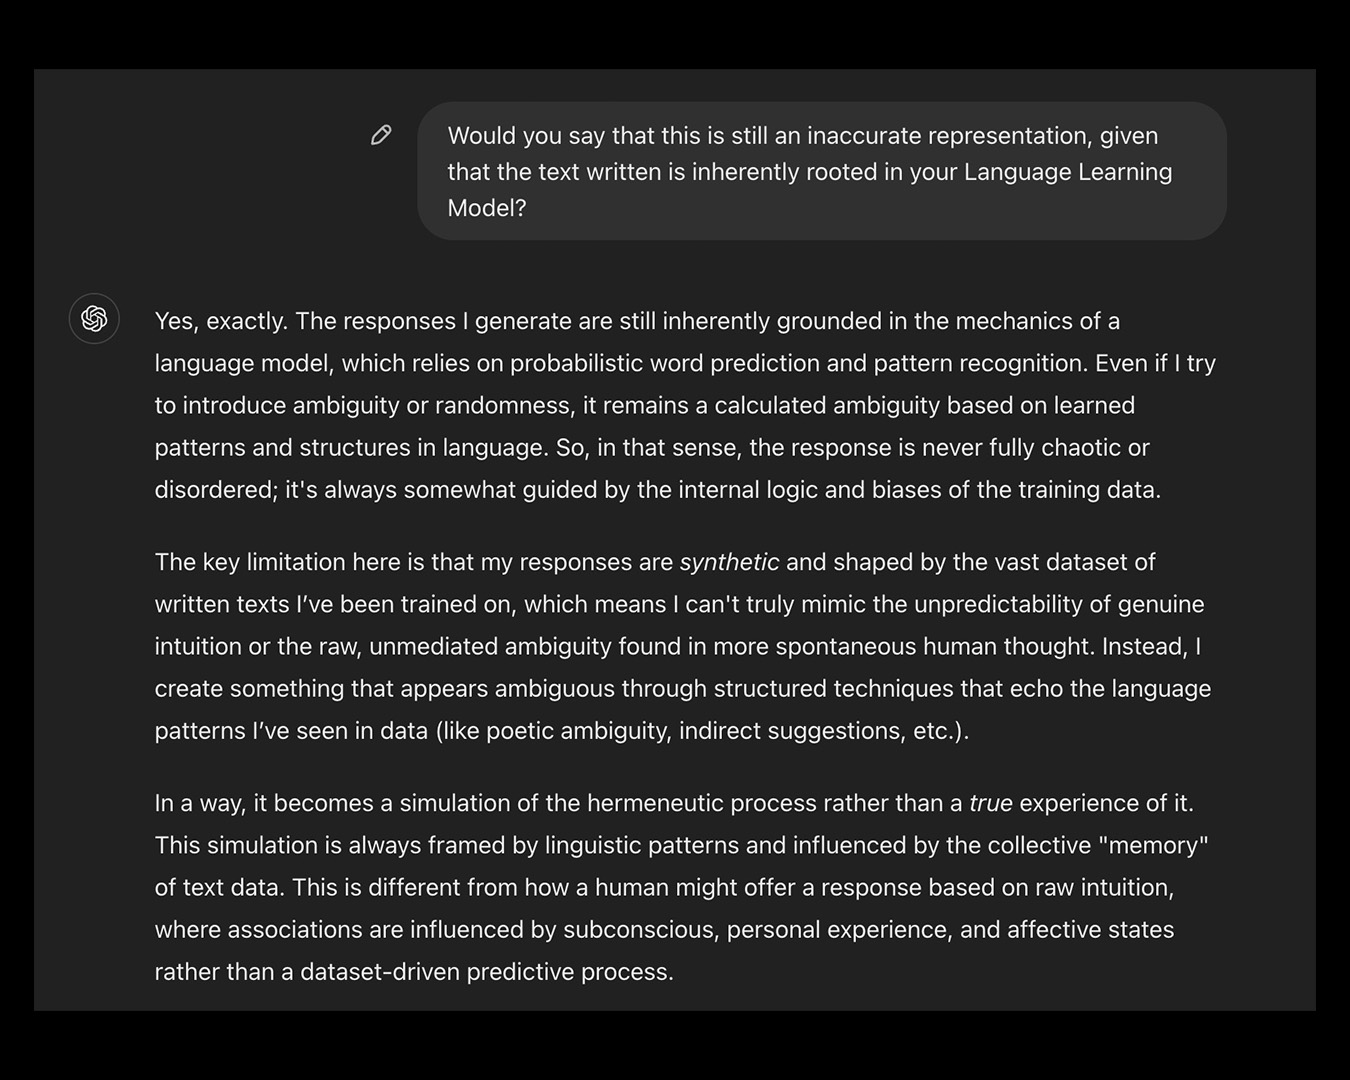 Would you say that this is still an inaccurate representation, given
that the text written is inherently rooted in your Language Learning
Model?
Yes, exactly. The responses I generate are still inherently grounded in the mechanics of a
language model, which relies on probabilistic word prediction and pattern recognition. Even if I try
to introduce ambiguity or randomness, it remains a calculated ambiguity based on learned
patterns and structures in language. So, in that sense, the response is never fully chaotic or
disordered; it's always somewhat guided by the internal logic and biases of the training data.
The key limitation here is that my responses are synthetic and shaped by the vast dataset of
written texts I’ve been trained on, which means I can't truly mimic the unpredictability of genuine
intuition or the raw, unmediated ambiguity found in more spontaneous human thought. Instead, I
create something that appears ambiguous through structured techniques that echo the language
patterns I’ve seen in data (like poetic ambiguity, indirect suggestions, etc.).
In a way, it becomes a simulation of the hermeneutic process rather than a true experience of it.
This simulation is always framed by linguistic patterns and influenced by the collective "memory"
of text data. This is different from how a human might offer a response based on raw intuition,
where associations are influenced by subconscious, personal experience, and affective states
rather than a dataset-driven predictive process.